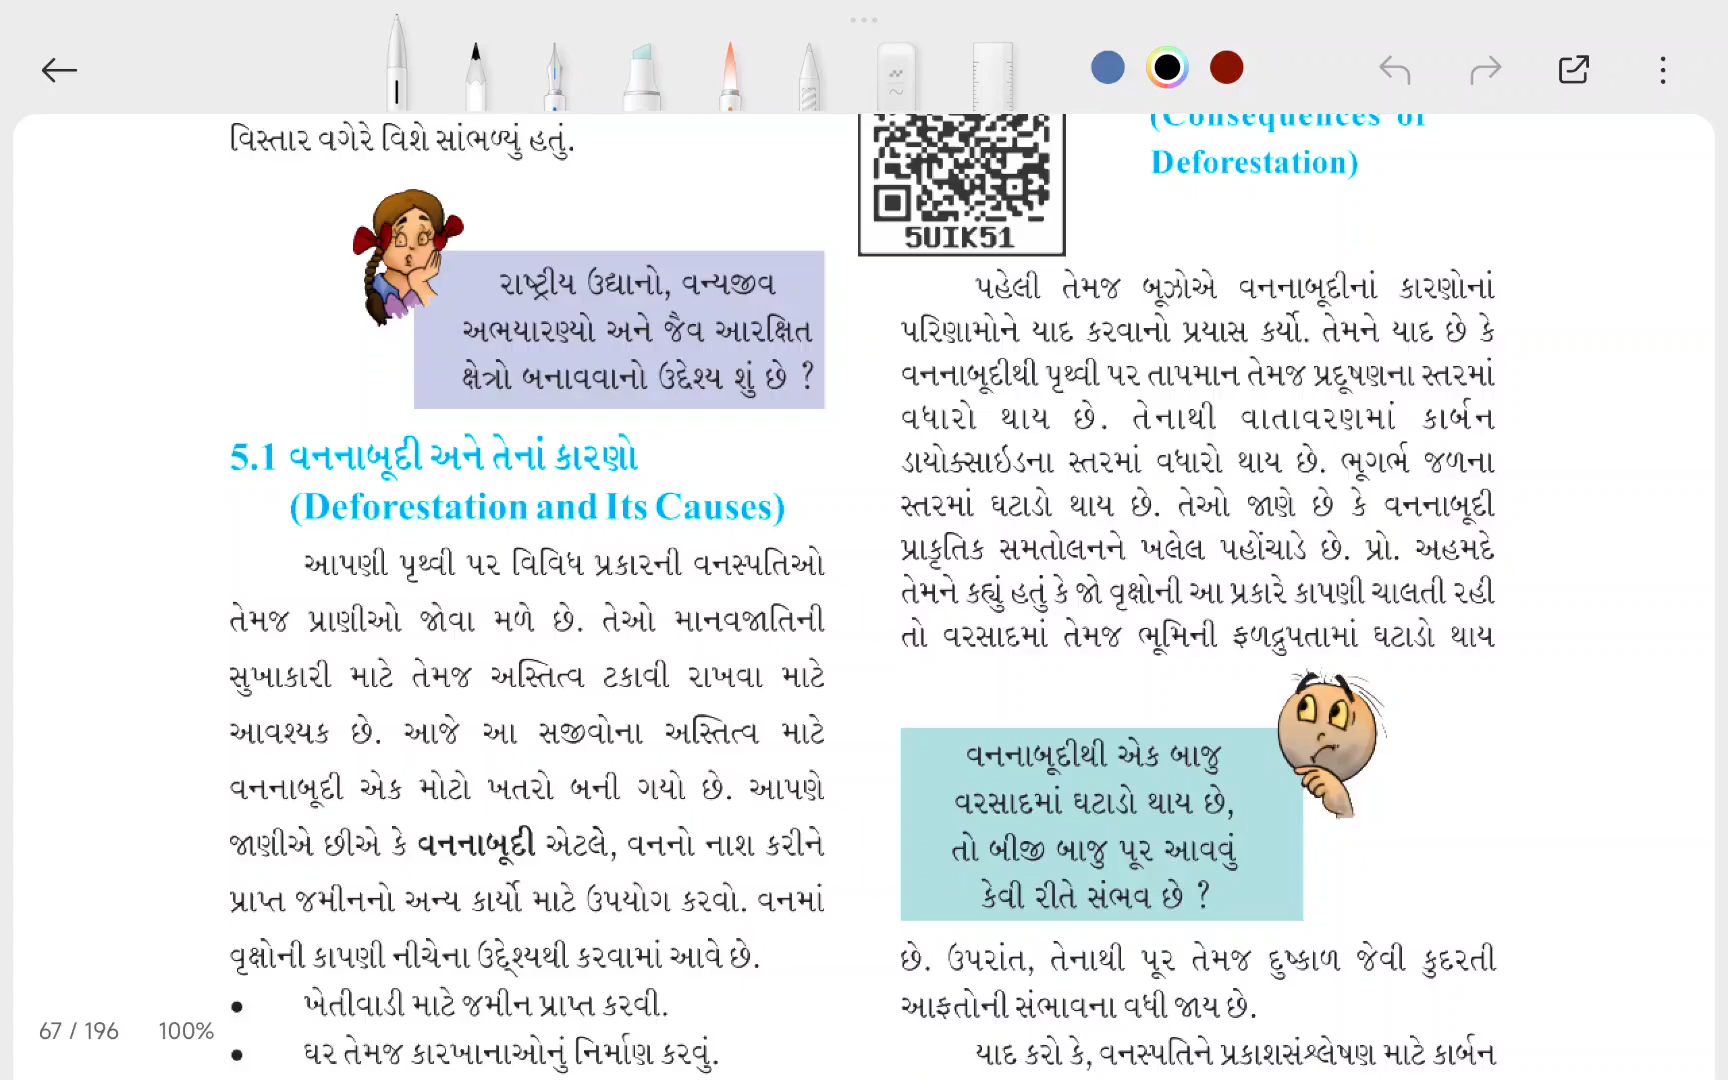 વિસ્તાર વગેરે વિશે સાંભળ્યું હતું.
રાષ્ટ્રીય ઉદ્યાનો, વન્યજીવ
અભયારણ્યો અને જૈવ આરક્ષિત
ક્ષેત્રો બનાવવાનો ઉદ્દેશ્ય શું છે ?
5.1 વનનાબૂદી અને તેનાં કારણો
(Deforestation and Its Causes)
આપણી પૃથ્વી પર વિવિધ પ્રકારની વનસ્પતિઓ
તેમજ પ્રાણીઓ જોવા મળે છે. તેઓ માનવજાતિની
સુખાકારી માટે તેમજ અસ્તિત્વ ટકાવી રાખવા માટે
આવશ્યક છે. આજે આ સજીવોના અસ્તિત્વ માટે
વનનાબૂદી એક મોટો ખતરો બની ગયો છે. આપણે
જાણીએ છીએ કે વનનાબૂદી એટલે, વનનો નાશ કરીને
પ્રાપ્ત જમીનનો અન્ય કાર્યો માટે ઉપયોગ કરવો. વનમાં
વૃક્ષોની કાપણી નીચેના ઉદ્દેશ્યથી કરવામાં આવે છે.
• ખેતીવાડી માટે જમીન પ્રાપ્ત કરવી.
• ઘર તેમજ કારખાનાઓનું નિર્માણ કરવું.
67 / 196 100%
(Consequences of
Deforestation)
5UIK51
પહેલી તેમજ બૂઝોએ વનનાબૂદીનાં કારણોનાં
પરિણામોને યાદ કરવાનો પ્રયાસ કર્યો. તેમને યાદ છે કે
વનનાબૂદીથી પૃથ્વી પર તાપમાન તેમજ પ્રદૂષણના સ્તરમાં
વધારો થાય છે. તેનાથી વાતાવરણમાં કાર્બન
ડાયોક્સાઇડના સ્તરમાં વધારો થાય છે. ભૂગર્ભ જળના
સ્તરમાં ઘટાડો થાય છે. તેઓ જાણે છે કે વનનાબૂદી
પ્રાકૃતિક સમતોલનને ખલેલ પહોંચાડે છે. પ્રો. અહમદે
તેમને કહ્યું હતું કે જો વૃક્ષોની આ પ્રકારે કાપણી ચાલતી રહી
તો વરસાદમાં તેમજ ભૂમિની ફળદ્રુપતામાં ઘટાડો થાય
વનનાબૂદીથી એક બાજુ
વરસાદમાં ઘટાડો થાય છે,
તો બીજી બાજુ પૂર આવવું
કેવી રીતે સંભવ છે ?
છે. ઉપરાંત, તેનાથી પૂર તેમજ દુષ્કાળ જેવી કુદરતી
આફતોની સંભાવના વધી જાય છે.
યાદ કરો કે, વનસ્પતિને પ્રકાશસંશ્લેષણ માટે કાર્બન